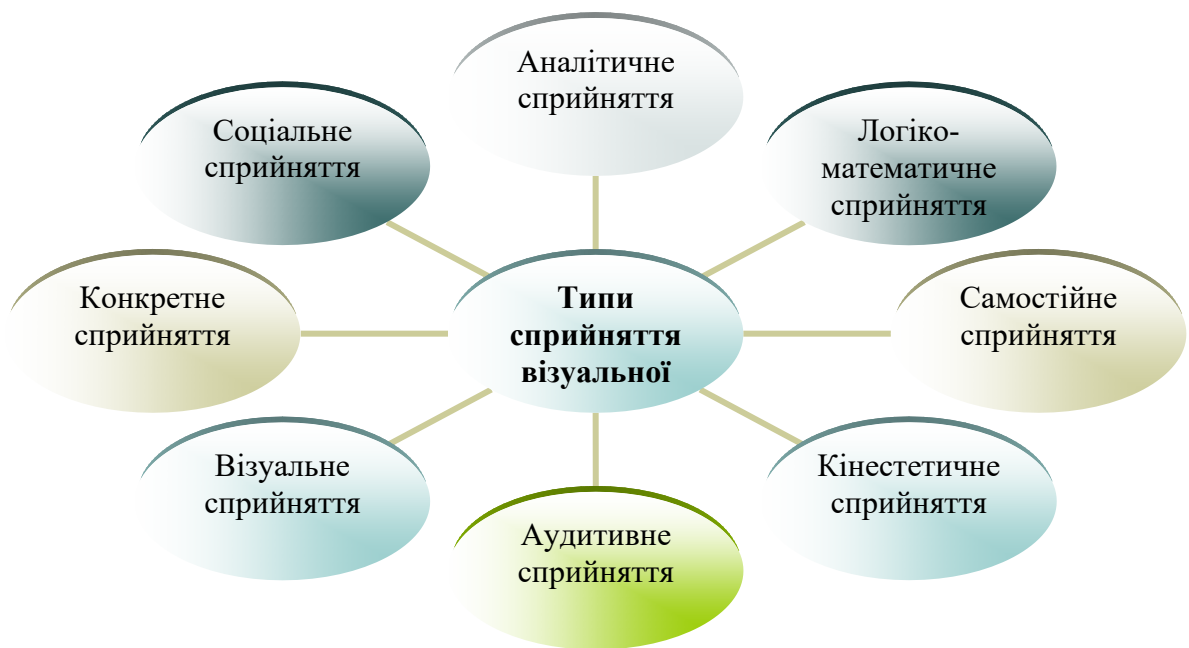 Аналітичне
сприйняття
Соціальне
сприйняття
Логіко-
математичне
сприйняття
Конкретне
сприйняття
Типи
сприйняття
візуальної
Самостійне
сприйняття
Візуальне
сприйняття
Кінестетичне
сприйняття
Аудитивне
сприйняття